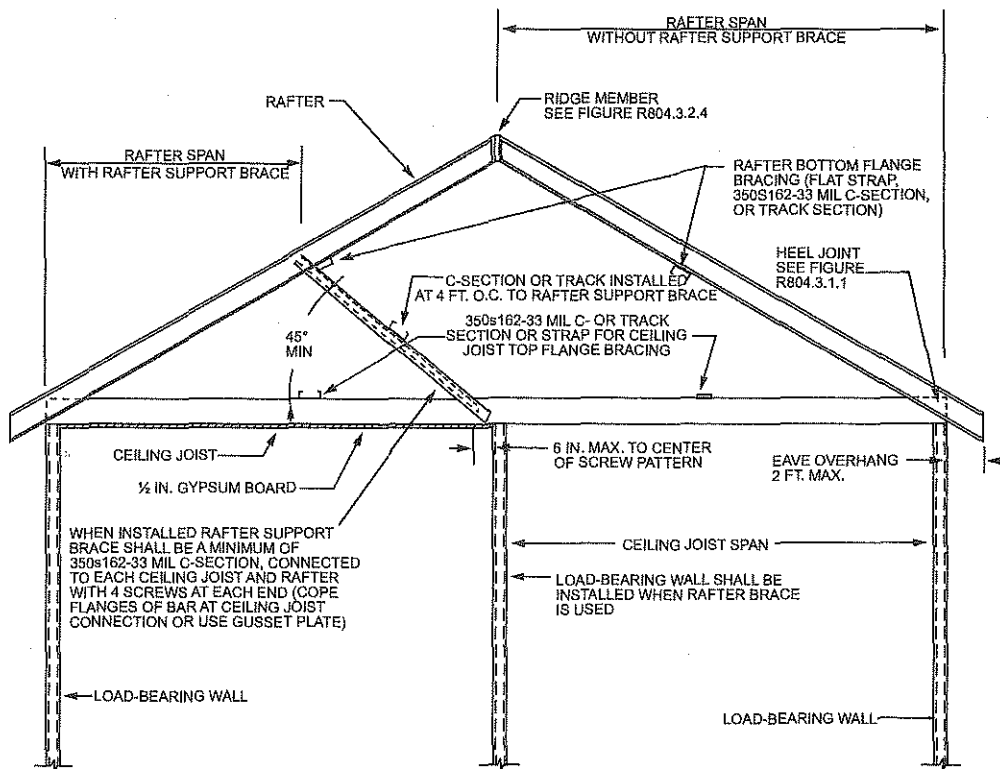 RAFTER SPAN
WITHOUT RAFTER SUPPORT BRACE
RAFTER
RIDGE MEMBER
SEE FIGURE R804.3.2.4
RAFTER SPAN
WITH RAFTER SUPPORT BRACE
RAFTER BOTTOM FLANGE
BRACING (FLAT STRAP,
350S162-33 MIL C-SECTION,
OR TRACK SECTION)
HEEL JOINT
SEE FIGURE
R804.3.1.1
C-SECTION OR TRACK INSTALLED
AT 4 FT. O.C. TO RAFTER SUPPORT BRACE
350s162-33 MIL C- OR TRACK
SECTION OR STRAP FOR CEILING
JOIST TOP FLANGE BRACING
45°
MIN
CEILING JOIST
½ IN. GYPSUM BOARD
6 IN. MAX. TO CENTER
OF SCREW PATTERN
EAVE OVERHANG
2 FT. MAX.
WHEN INSTALLED RAFTER SUPPORT
BRACE SHALL BE A MINIMUM OF
350s162-33 MIL C-SECTION, CONNECTED
TO EACH CEILING JOIST AND RAFTER
WITH 4 SCREWS AT EACH END (COPE
FLANGES OF BAR AT CEILING JOIST
CONNECTION OR USE GUSSET PLATE)
CEILING JOIST SPAN
LOAD-BEARING WALL SHALL BE
INSTALLED WHEN RAFTER BRACE
IS USED
LOAD-BEARING WALL
LOAD-BEARING WALL